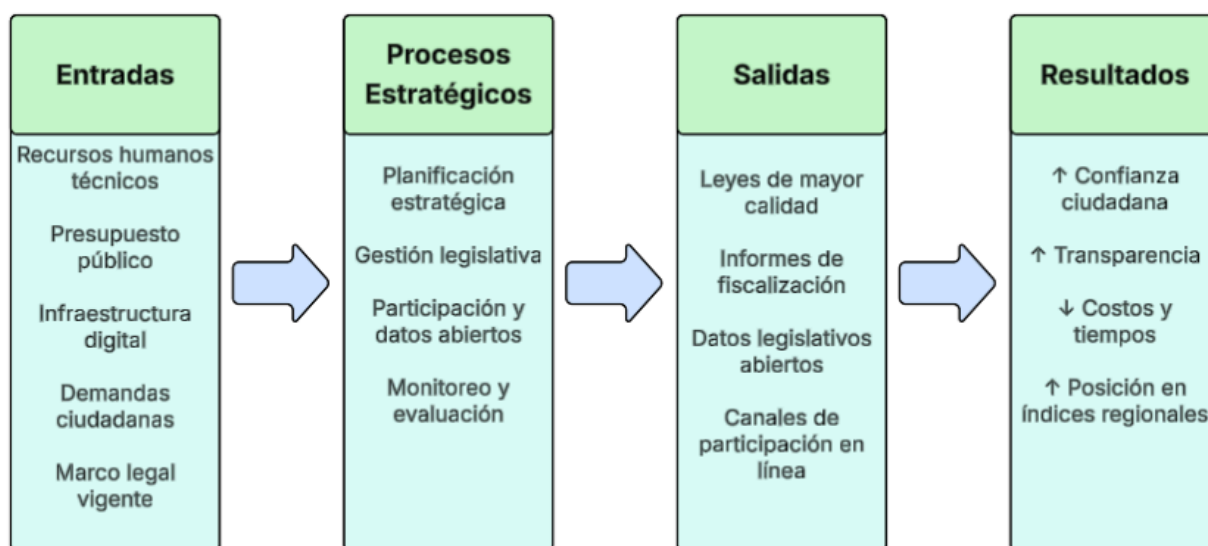 Entradas
Recursos humanos
técnicos
Presupuesto
público
Infraestructura
digital
Demandas
ciudadanas
Marco legal
vigente
Procesos
Estratégicos
Planificación
estratégica
Gestión legislativa
Participación y
datos abiertos
Monitoreo y
evaluación
Salidas
Leyes de mayor
calidad
Informes de
fiscalización
Datos legislativos
abiertos
Canales de
participación en
línea
Resultados
↑ Confianza
ciudadana
↑ Transparencia
↓ Costos y
tiempos
↑ Posición en
índices regionales